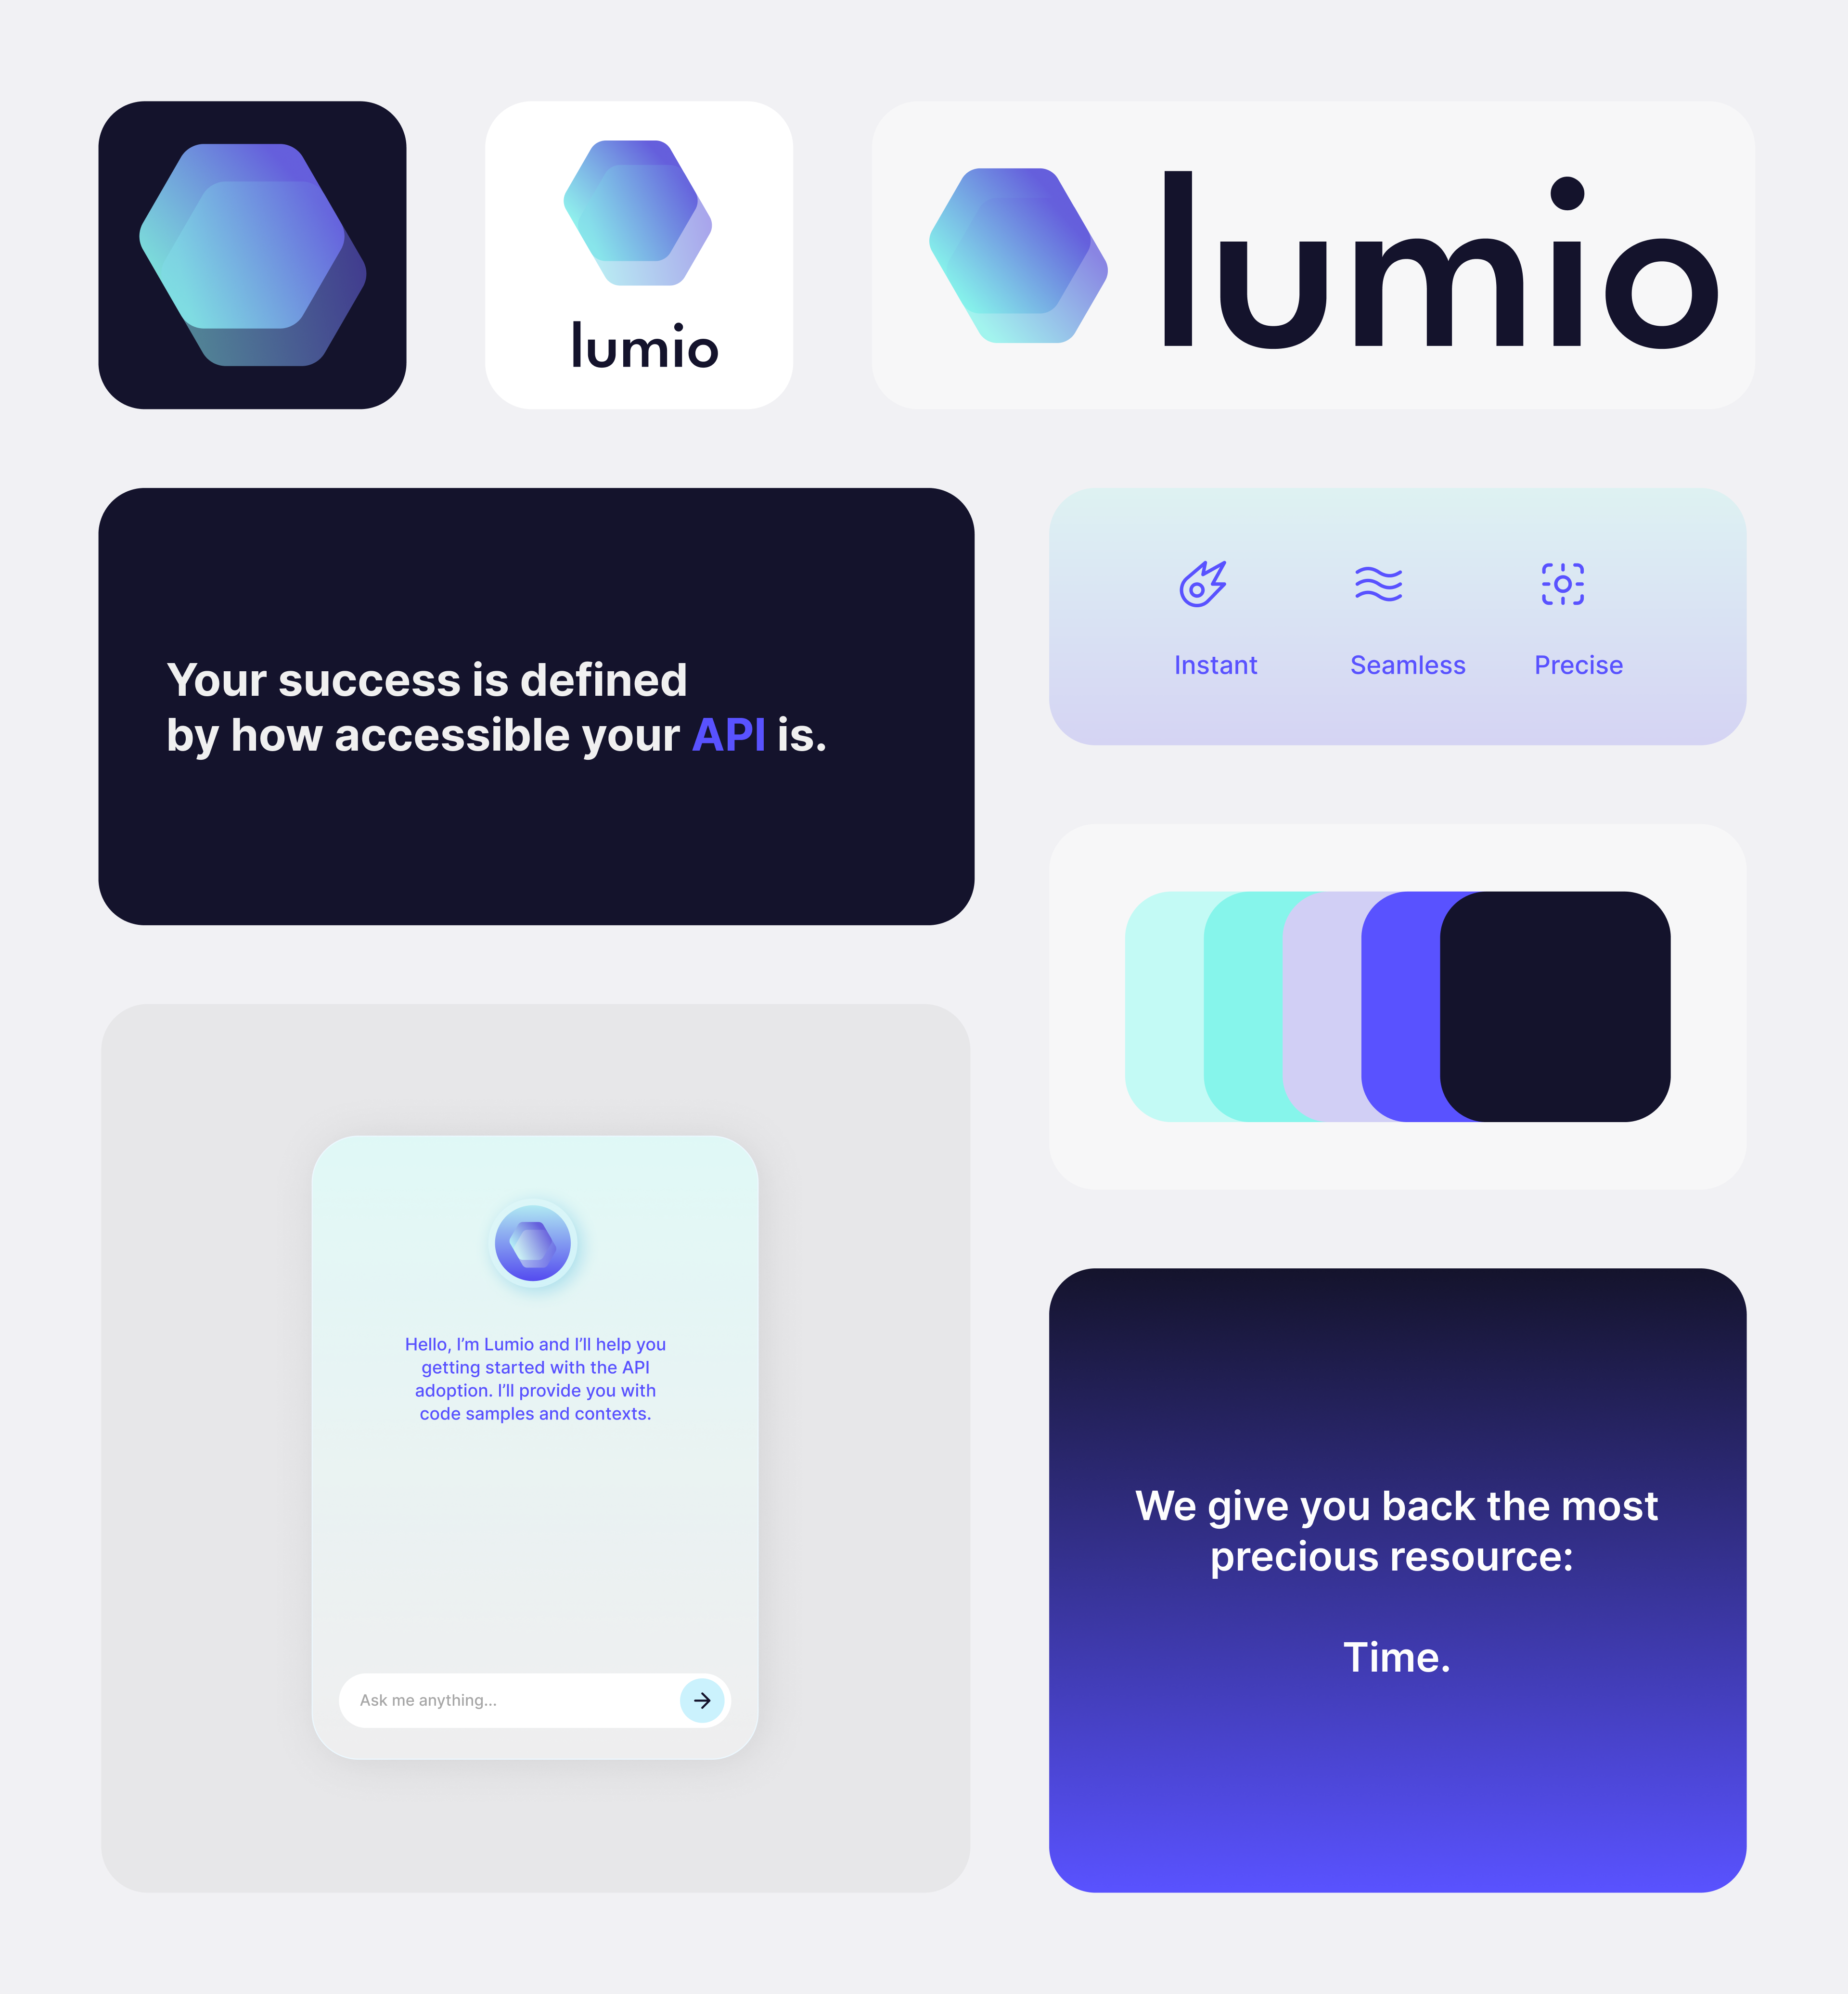 lumio
lumio
Your success is defined
by how accessible your API is.
Instant
Seamless
Precise
Hello, I’m Lumio and I’ll help you
getting started with the API
adoption. I’ll provide you with
code samples and contexts.
Ask me anything...
We give you back the most
precious resource:
Time.